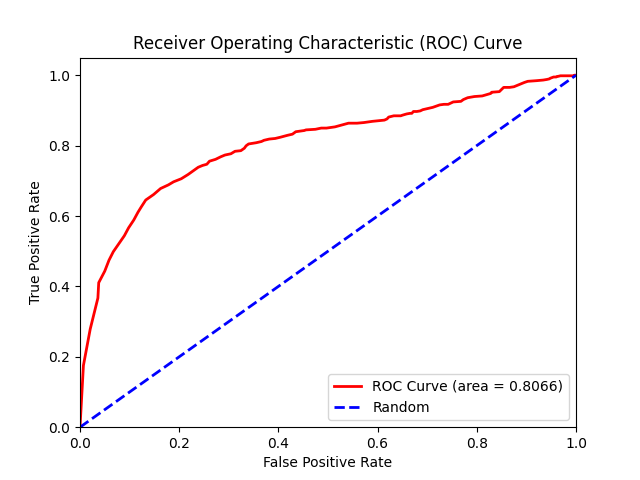 Receiver Operating Characteristic (ROC) Curve
1.0
0.8
0.6
0.4
0.2
0.0
True Positive Rate
0.0 0.2 0.4 0.6 0.8 1.0
False Positive Rate
ROC Curve (area = 0.8066)
Random